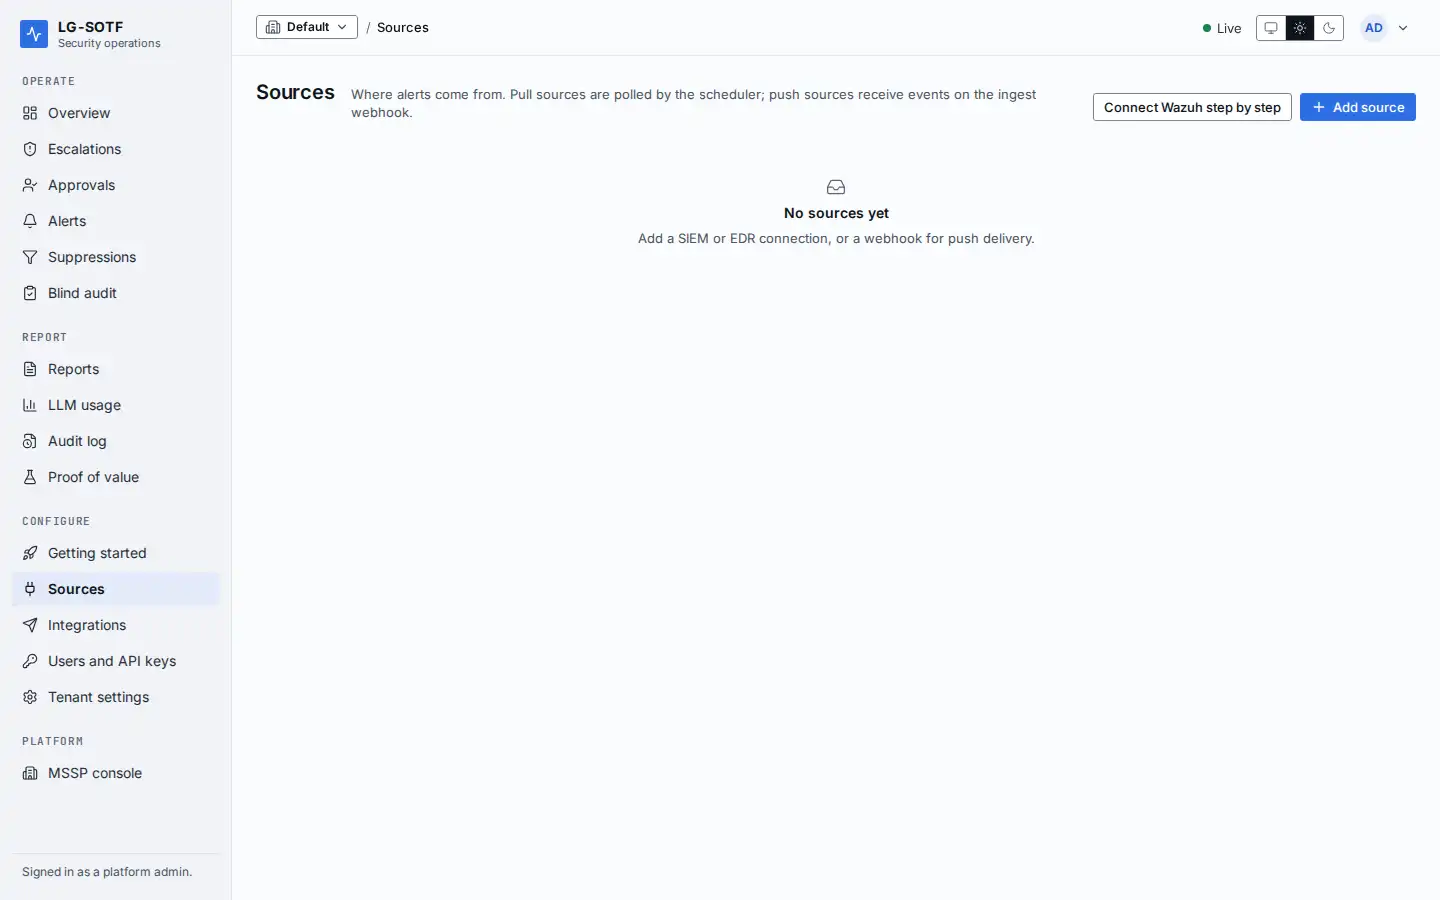 LG-SOTF
Security operations
OPERATE
Overview
Escalations
Approvals
Alerts
Suppressions
Blind audit
REPORT
Reports
LLM usage
Audit log
Proof of value
CONFIGURE
Getting started
Sources
Integrations
Users and API keys
Tenant settings
PLATFORM
MSSP console
Signed in as a platform admin.
Default / Sources
Live
AD
Sources
Where alerts come from. Pull sources are polled by the scheduler; push sources receive events on the ingest
webhook.
Connect Wazuh step by step
Add source
No sources yet
Add a SIEM or EDR connection, or a webhook for push delivery.